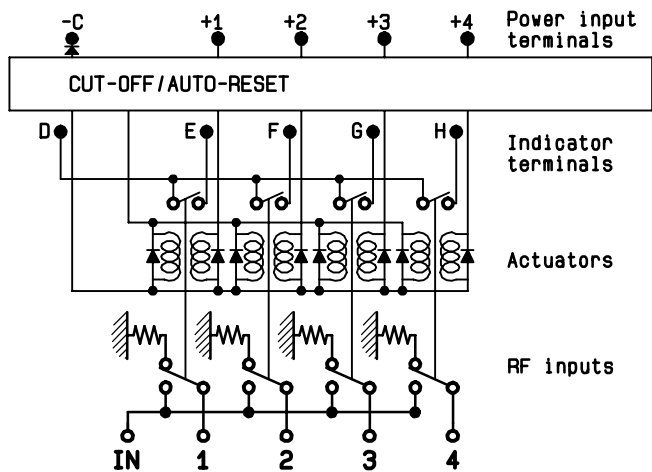 -C +1 +2 +3 +4 Power input
terminals
CUT-OFF/AUTO-RESET
D E F G H Indicator
terminals
Actuators
RF inputs
IN 1 2 3 4